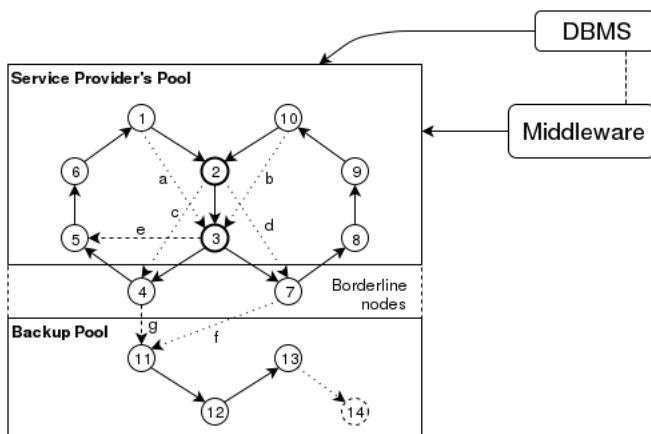 DBMS
Service Provider's Pool
Middleware
1
10
a
b
6
2
9
c
d
e
5
3
8
4
7
Borderline
nodes
g
f
Backup Pool
11
13
12
14